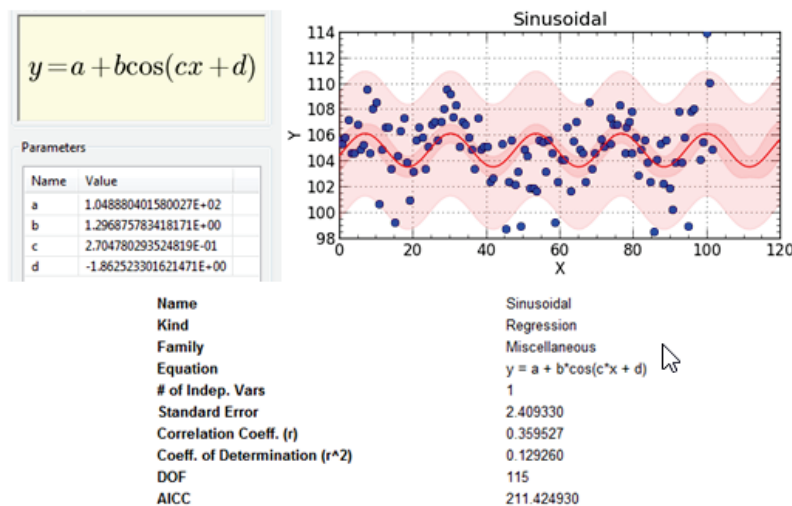 y = a + b cos(cx + d)
Parameters
Name Value
a 1.048880401580027E+02
b 1.296875783418171E+00
c 2.704780293524819E-01
d -1.862523301621471E+00
Sinusoidal
114
112
110
108
106
104
102
100
98
Y
0 20 40 60 80 100 120
X
Name Sinusoidal
Kind Regression
Family Miscellaneous
Equation y = a + b*cos(c*x + d)
# of Indep. Vars 1
Standard Error 2.409330
Correlation Coeff. (r) 0.359527
Coeff. of Determination (r^2) 0.129260
DOF 115
AICC 211.424930